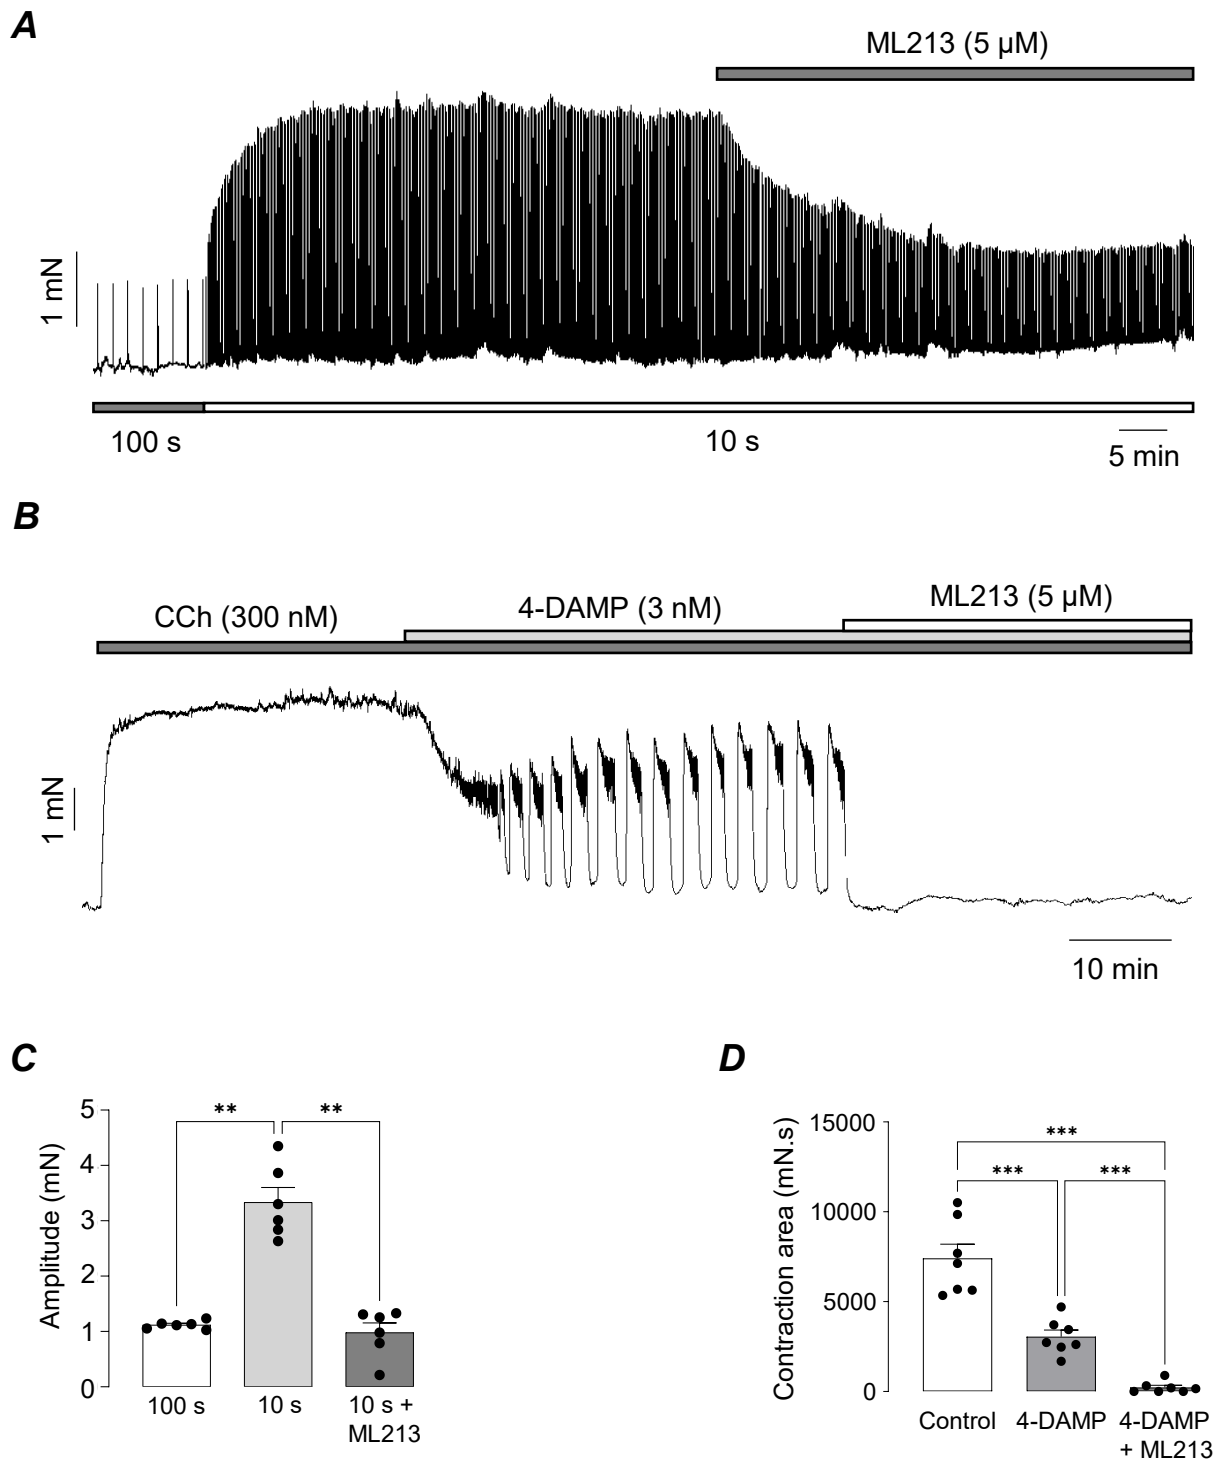 A
ML213 (5 µM)
1 mN
100 s
10 s
5 min
B
CCh (300 nM)
4-DAMP (3 nM)
ML213 (5 µM)
1 mN
10 min
C
Amplitude (mN)
5
4
3
2
1
0
**
**
100 s
10 s
10 s +
ML213
D
Contraction area (mN.s)
15000
10000
5000
0
***
***
***
Control
4-DAMP
4-DAMP
+ ML213